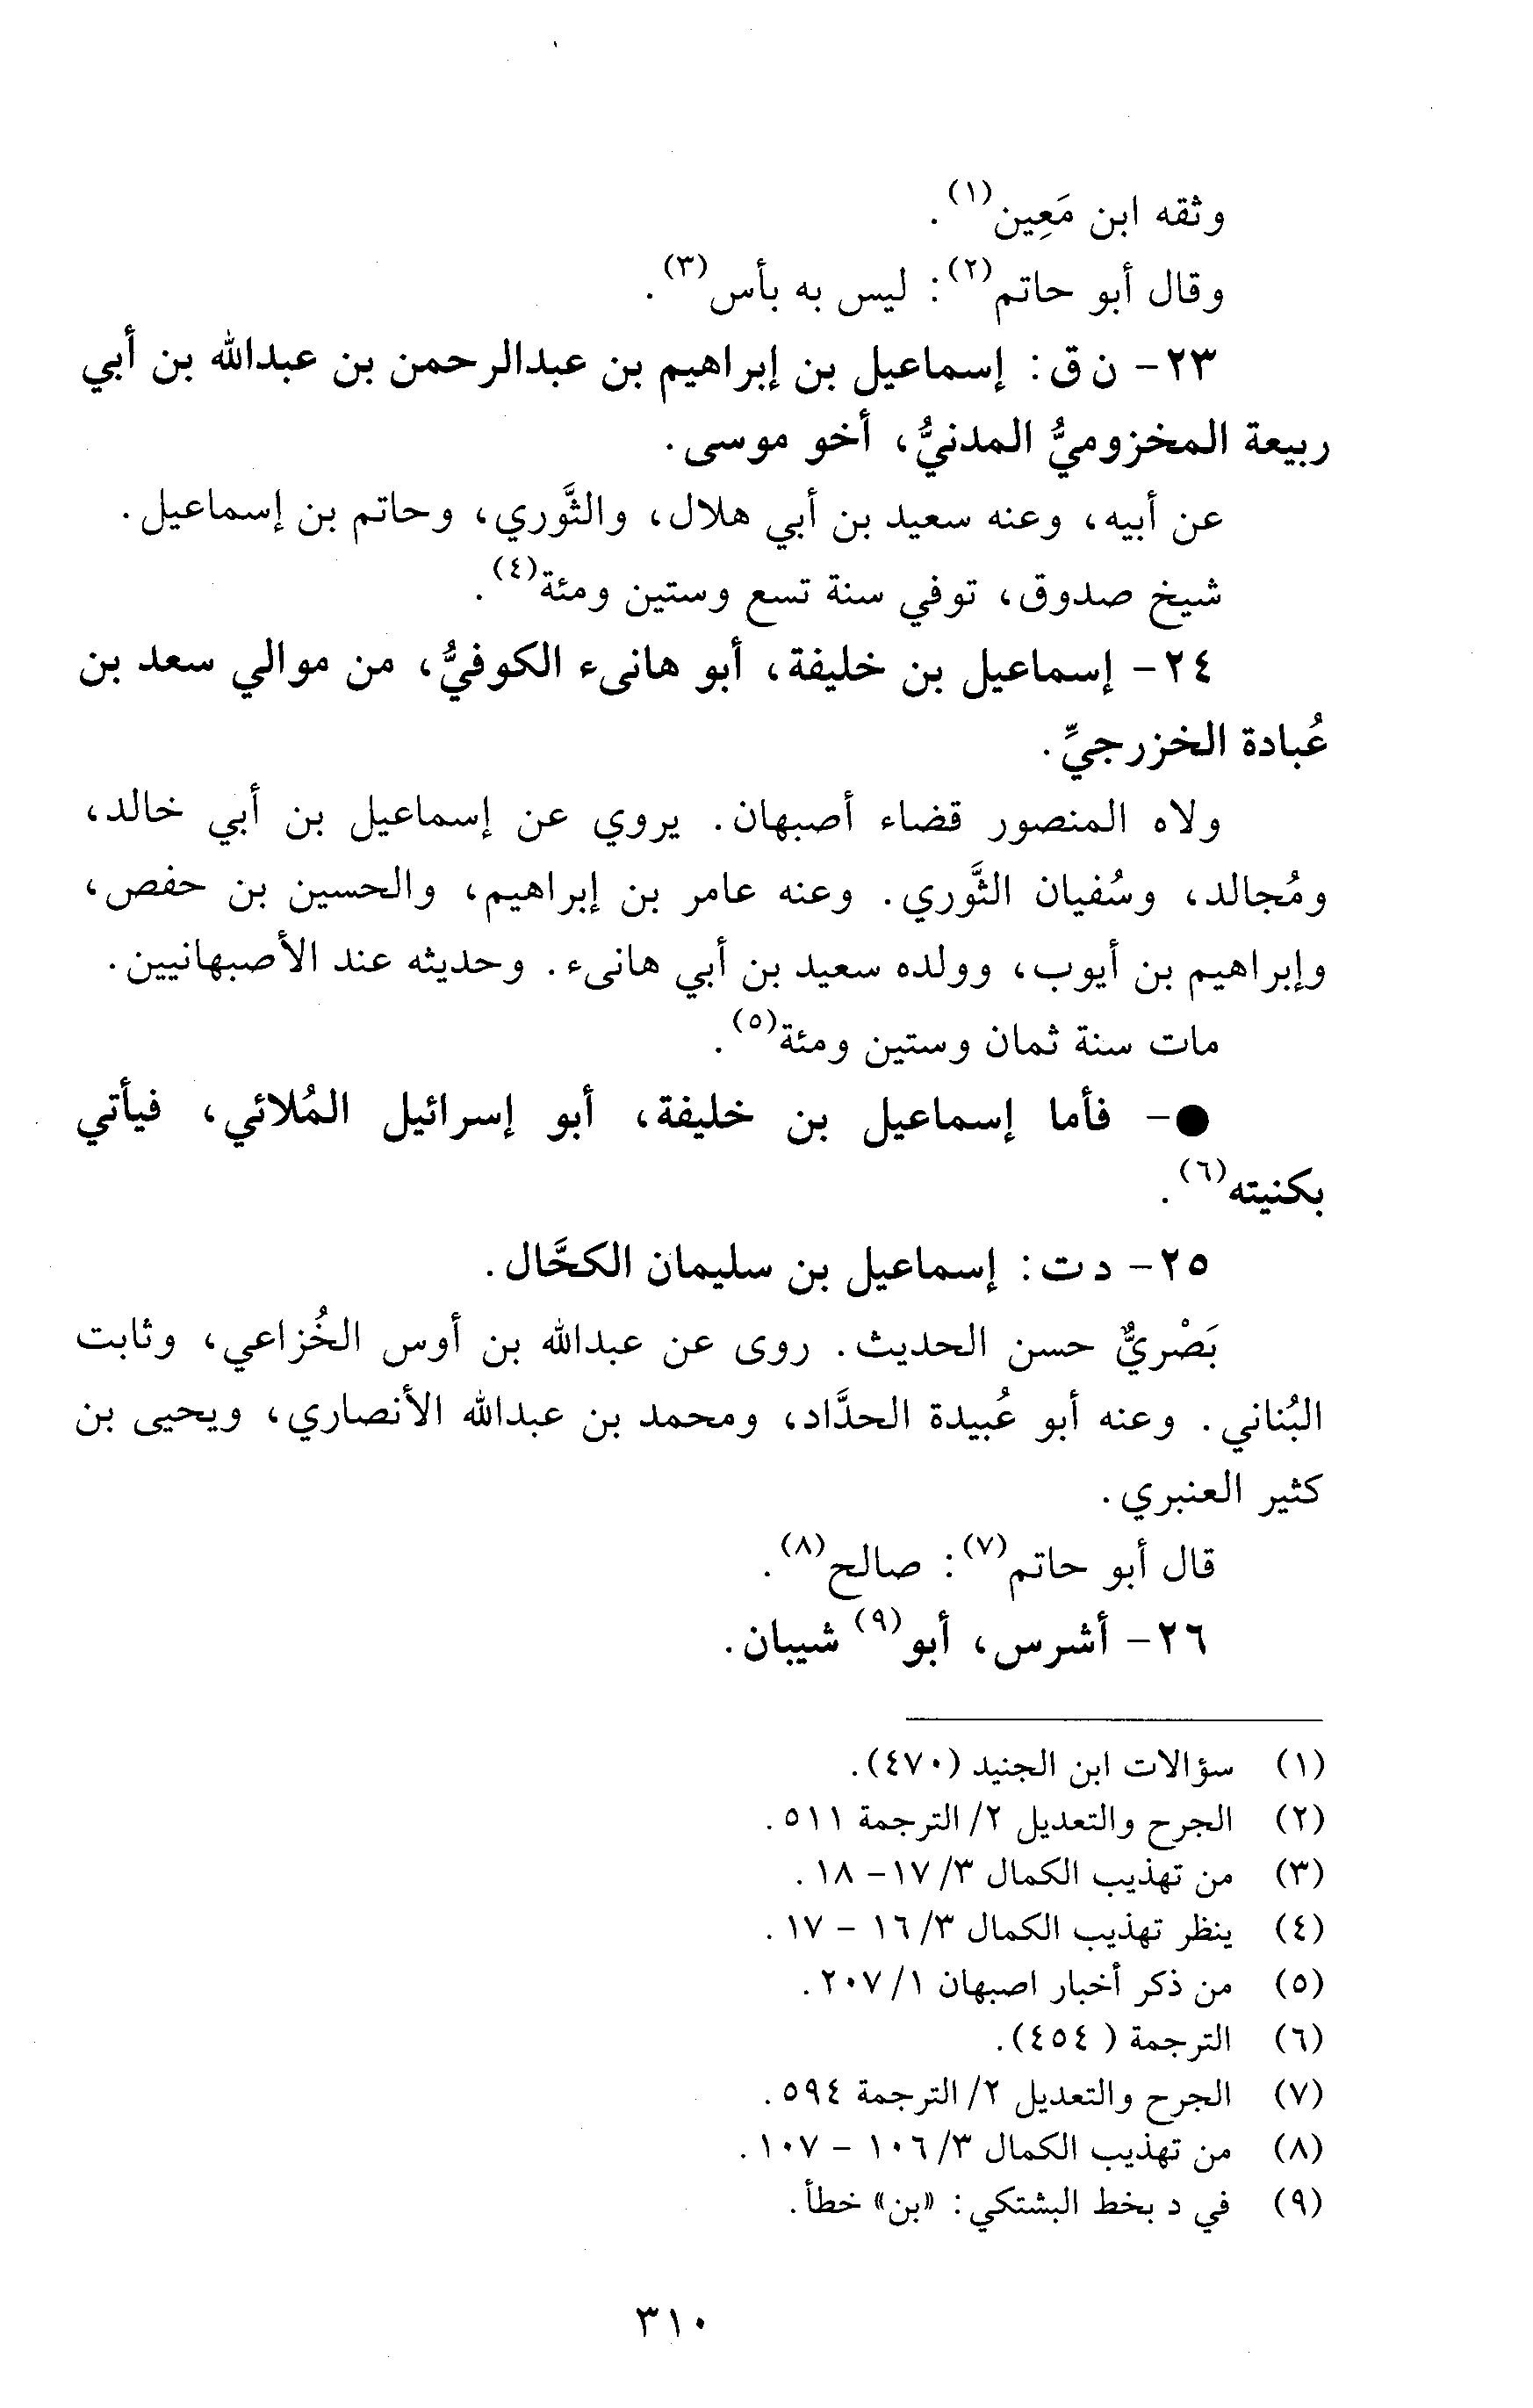 وثقه ابن مَعِين(١).
وقال أبو حاتم(٢): ليس به بأس(٣).
٢٣- ن ق: إسماعيل بن إبراهيم بن عبدالرحمن بن عبدالله بن أبي
ربيعة المخزوميُّ المدنيُّ، أخو موسى.
عن أبيه، وعنه سعيد بن أبي هلال، والثَّوري، وحاتم بن إسماعيل.
شيخ صدوق، توفي سنة تسع وستين ومئة(٤).
٢٤- إسماعيل بن خليفة، أبو هانىء الكوفيُّ، من موالي سعد بن
عُبادة الخزرجيِّ.
ولاه المنصور قضاء أصبهان. يروي عن إسماعيل بن أبي خالد،
ومُجالد، وسُفيان الثَّوري. وعنه عامر بن إبراهيم، والحسين بن حفص،
وإبراهيم بن أيوب، وولده سعيد بن أبي هانىء. وحديثه عند الأصبهانيين.
مات سنة ثمان وستين ومئة(٥).
●- فأما إسماعيل بن خليفة، أبو إسرائيل المُلائي، فيأتي
بكنيته(٦).
٢٥- د ت: إسماعيل بن سليمان الكحَّال.
بَصْريٌّ حسن الحديث. روى عن عبدالله بن أوس الخُزاعي، وثابت
البُناني. وعنه أبو عُبيدة الحدَّاد، ومحمد بن عبدالله الأنصاري، ويحيى بن
كثير العنبري.
قال أبو حاتم(٧): صالح(٨).
٢٦- أشرس، أبو(٩) شيبان.
(١) سؤالات ابن الجنيد (٤٧٠).
(٢) الجرح والتعديل ٢/ الترجمة ٥١١.
(٣) من تهذيب الكمال ٣/ ١٧- ١٨.
(٤) ينظر تهذيب الكمال ٣/ ١٦ - ١٧.
(٥) من ذكر أخبار اصبهان ١/ ٢٠٧.
(٦) الترجمة ( ٤٥٤).
(٧) الجرح والتعديل ٢/ الترجمة ٥٩٤.
(٨) من تهذيب الكمال ٣/ ١٠٦ - ١٠٧.
(٩) في د بخط البشتكي: «بن» خطأ.
٣١٠